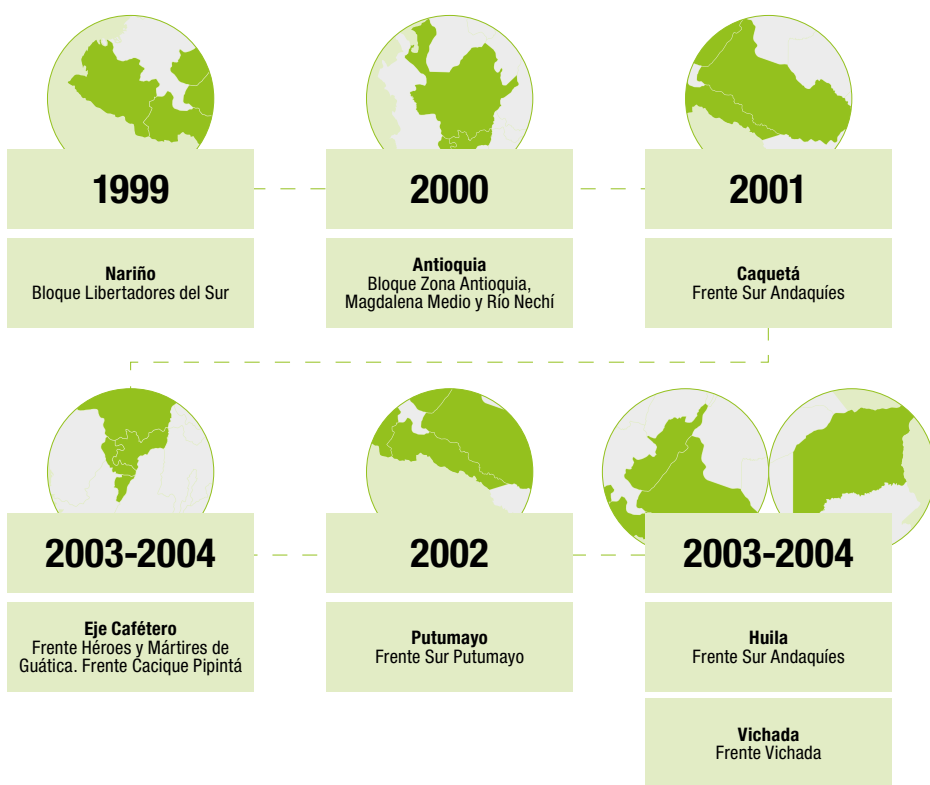 1999
Nariño
Bloque Libertadores del Sur
2000
Antioquia
Bloque Zona Antioquia,
Magdalena Medio y Río Nechí
2001
Caquetá
Frente Sur Andaquíes
2003-2004
Eje Cafétero
Frente Héroes y Mártires de
Guática. Frente Cacique Pipintá
2002
Putumayo
Frente Sur Putumayo
2003-2004
Huila
Frente Sur Andaquíes
Vichada
Frente Vichada